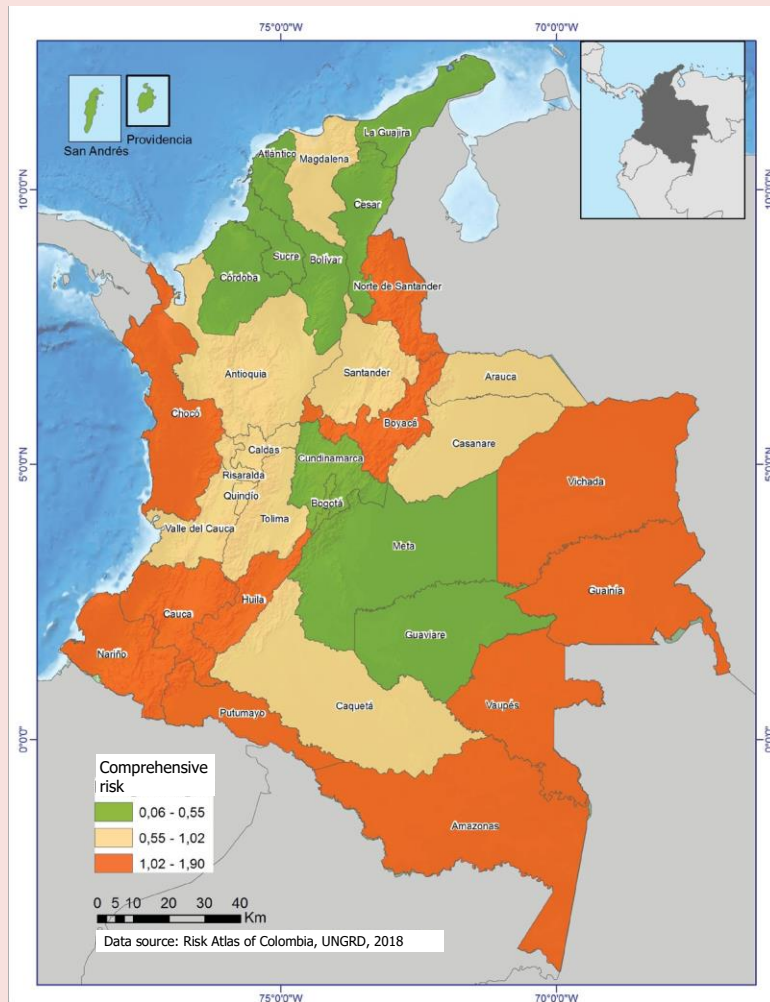 75°0'0"W
70°0'0"W
San Andrés
Providencia
La Guajira
Atlántico
Magdalena
10°0'0"N
10°0'0"N
Cesar
Sucre
Bolívar
Córdoba
Norte de Santander
Antioquia
Santander
Arauca
Chocó
Boyacá
Casanare
Caldas
Cundinamarca
5°0'0"N
5°0'0"N
Risaralda
Vichada
Quindío
Bogotá
Tolima
Valle del Cauca
Meta
Guainía
Huila
Cauca
Guaviare
Nariño
Vaupés
Caquetá
Putumayo
0°0'0"
0°0'0"
Comprehensive
risk
0,06 - 0,55
0,55 - 1,02
1,02 - 1,90
Amazonas
0 5 10 20 30 40
Km
Data source: Risk Atlas of Colombia, UNGRD, 2018
75°0'0"W
70°0'0"W